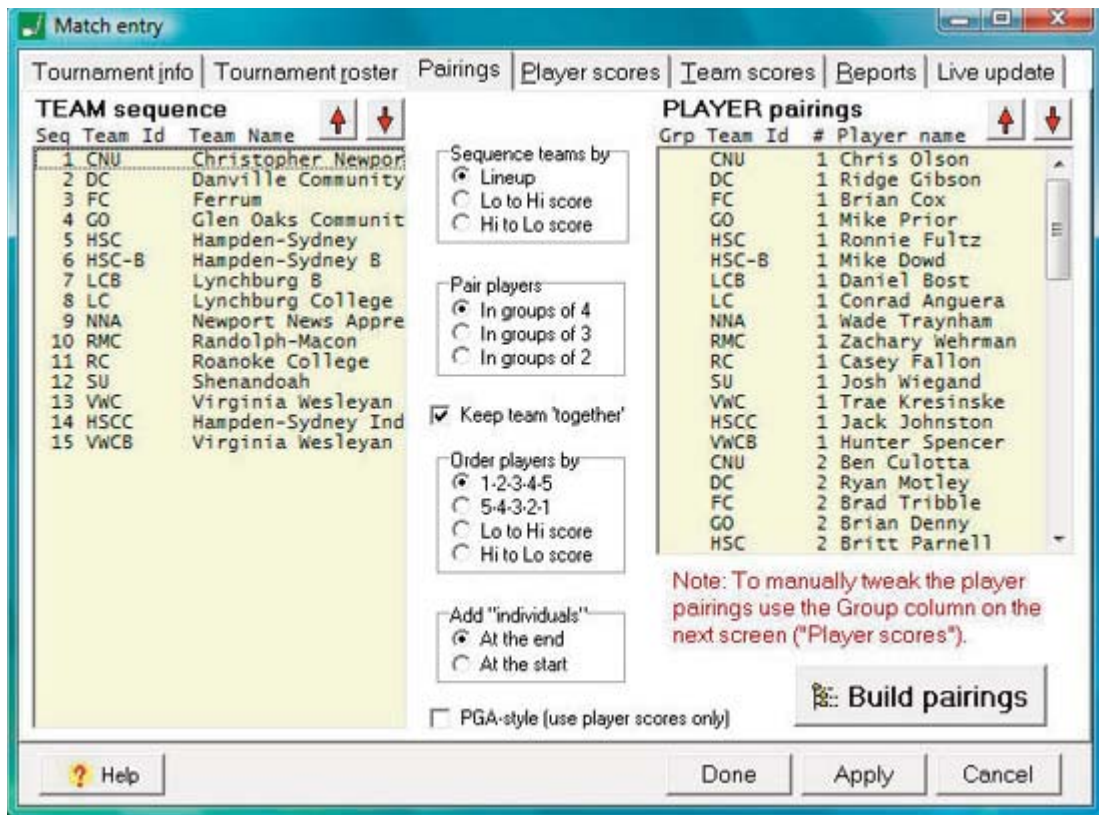 Match entry
Tournament info Tournament roster Pairings Player scores Team scores Reports Live update
TEAM sequence
Seq Team Id Team Name
1 CNU Christopher Newpor
2 DC Danville Community
3 FC Ferrum
4 GO Glen Oaks Communit
5 HSC Hampden-Sydney
6 HSC-B Hampden-Sydney B
7 LCB Lynchburg B
8 LC Lynchburg College
9 NNA Newport News Appre
10 RMC Randolph-Macon
11 RC Roanoke College
12 SU Shenandoah
13 VWC Virginia Wesleyan
14 HSCC Hampden-Sydney Ind
15 VWCB Virginia Wesleyan
Sequence teams by
Lineup
Lo to Hi score
Hi to Lo score
Pair players
In groups of 4
In groups of 3
In groups of 2
Keep team 'together'
Order players by
1-2-3-4-5
5-4-3-2-1
Lo to Hi score
Hi to Lo score
Add "individuals"
At the end
At the start
PGA-style (use player scores only)
PLAYER pairings
Grp Team Id # Player name
CNU 1 Chris Olson
DC 1 Ridge Gibson
FC 1 Brian Cox
GO 1 Mike Prior
HSC 1 Ronnie Fultz
HSC-B 1 Mike Dowd
LCB 1 Daniel Bost
LC 1 Conrad Anguera
NNA 1 Wade Traynham
RMC 1 Zachary Wehrman
RC 1 Casey Fallon
SU 1 Josh Wiegand
VWC 1 Trae Kresinske
HSCC 1 Jack Johnston
VWCB 1 Hunter Spencer
CNU 2 Ben Culotta
DC 2 Ryan Motley
FC 2 Brad Tribble
GO 2 Brian Denny
HSC 2 Britt Parnell
Note: To manually tweak the player
pairings use the Group column on the
next screen ("Player scores").
Build pairings
Help Done Apply Cancel